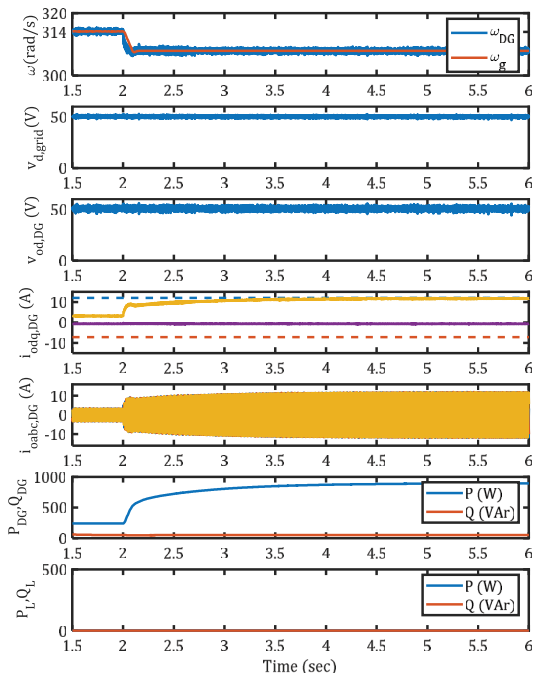 320
314
300
ω(rad/s)
ω_DG
ω_g
1.5 2 2.5 3 3.5 4 4.5 5 5.5 6
50
0
v_d,grid (V)
1.5 2 2.5 3 3.5 4 4.5 5 5.5 6
50
0
v_od,DG (V)
1.5 2 2.5 3 3.5 4 4.5 5 5.5 6
10
0
-10
i_odq,DG (A)
1.5 2 2.5 3 3.5 4 4.5 5 5.5 6
10
0
-10
i_oabc,DG (A)
1.5 2 2.5 3 3.5 4 4.5 5 5.5 6
1000
500
0
P_DG,Q_DG
P (W)
Q (VAr)
1.5 2 2.5 3 3.5 4 4.5 5 5.5 6
500
0
P_L,Q_L
P (W)
Q (VAr)
1.5 2 2.5 3 3.5 4 4.5 5 5.5 6
Time (sec)